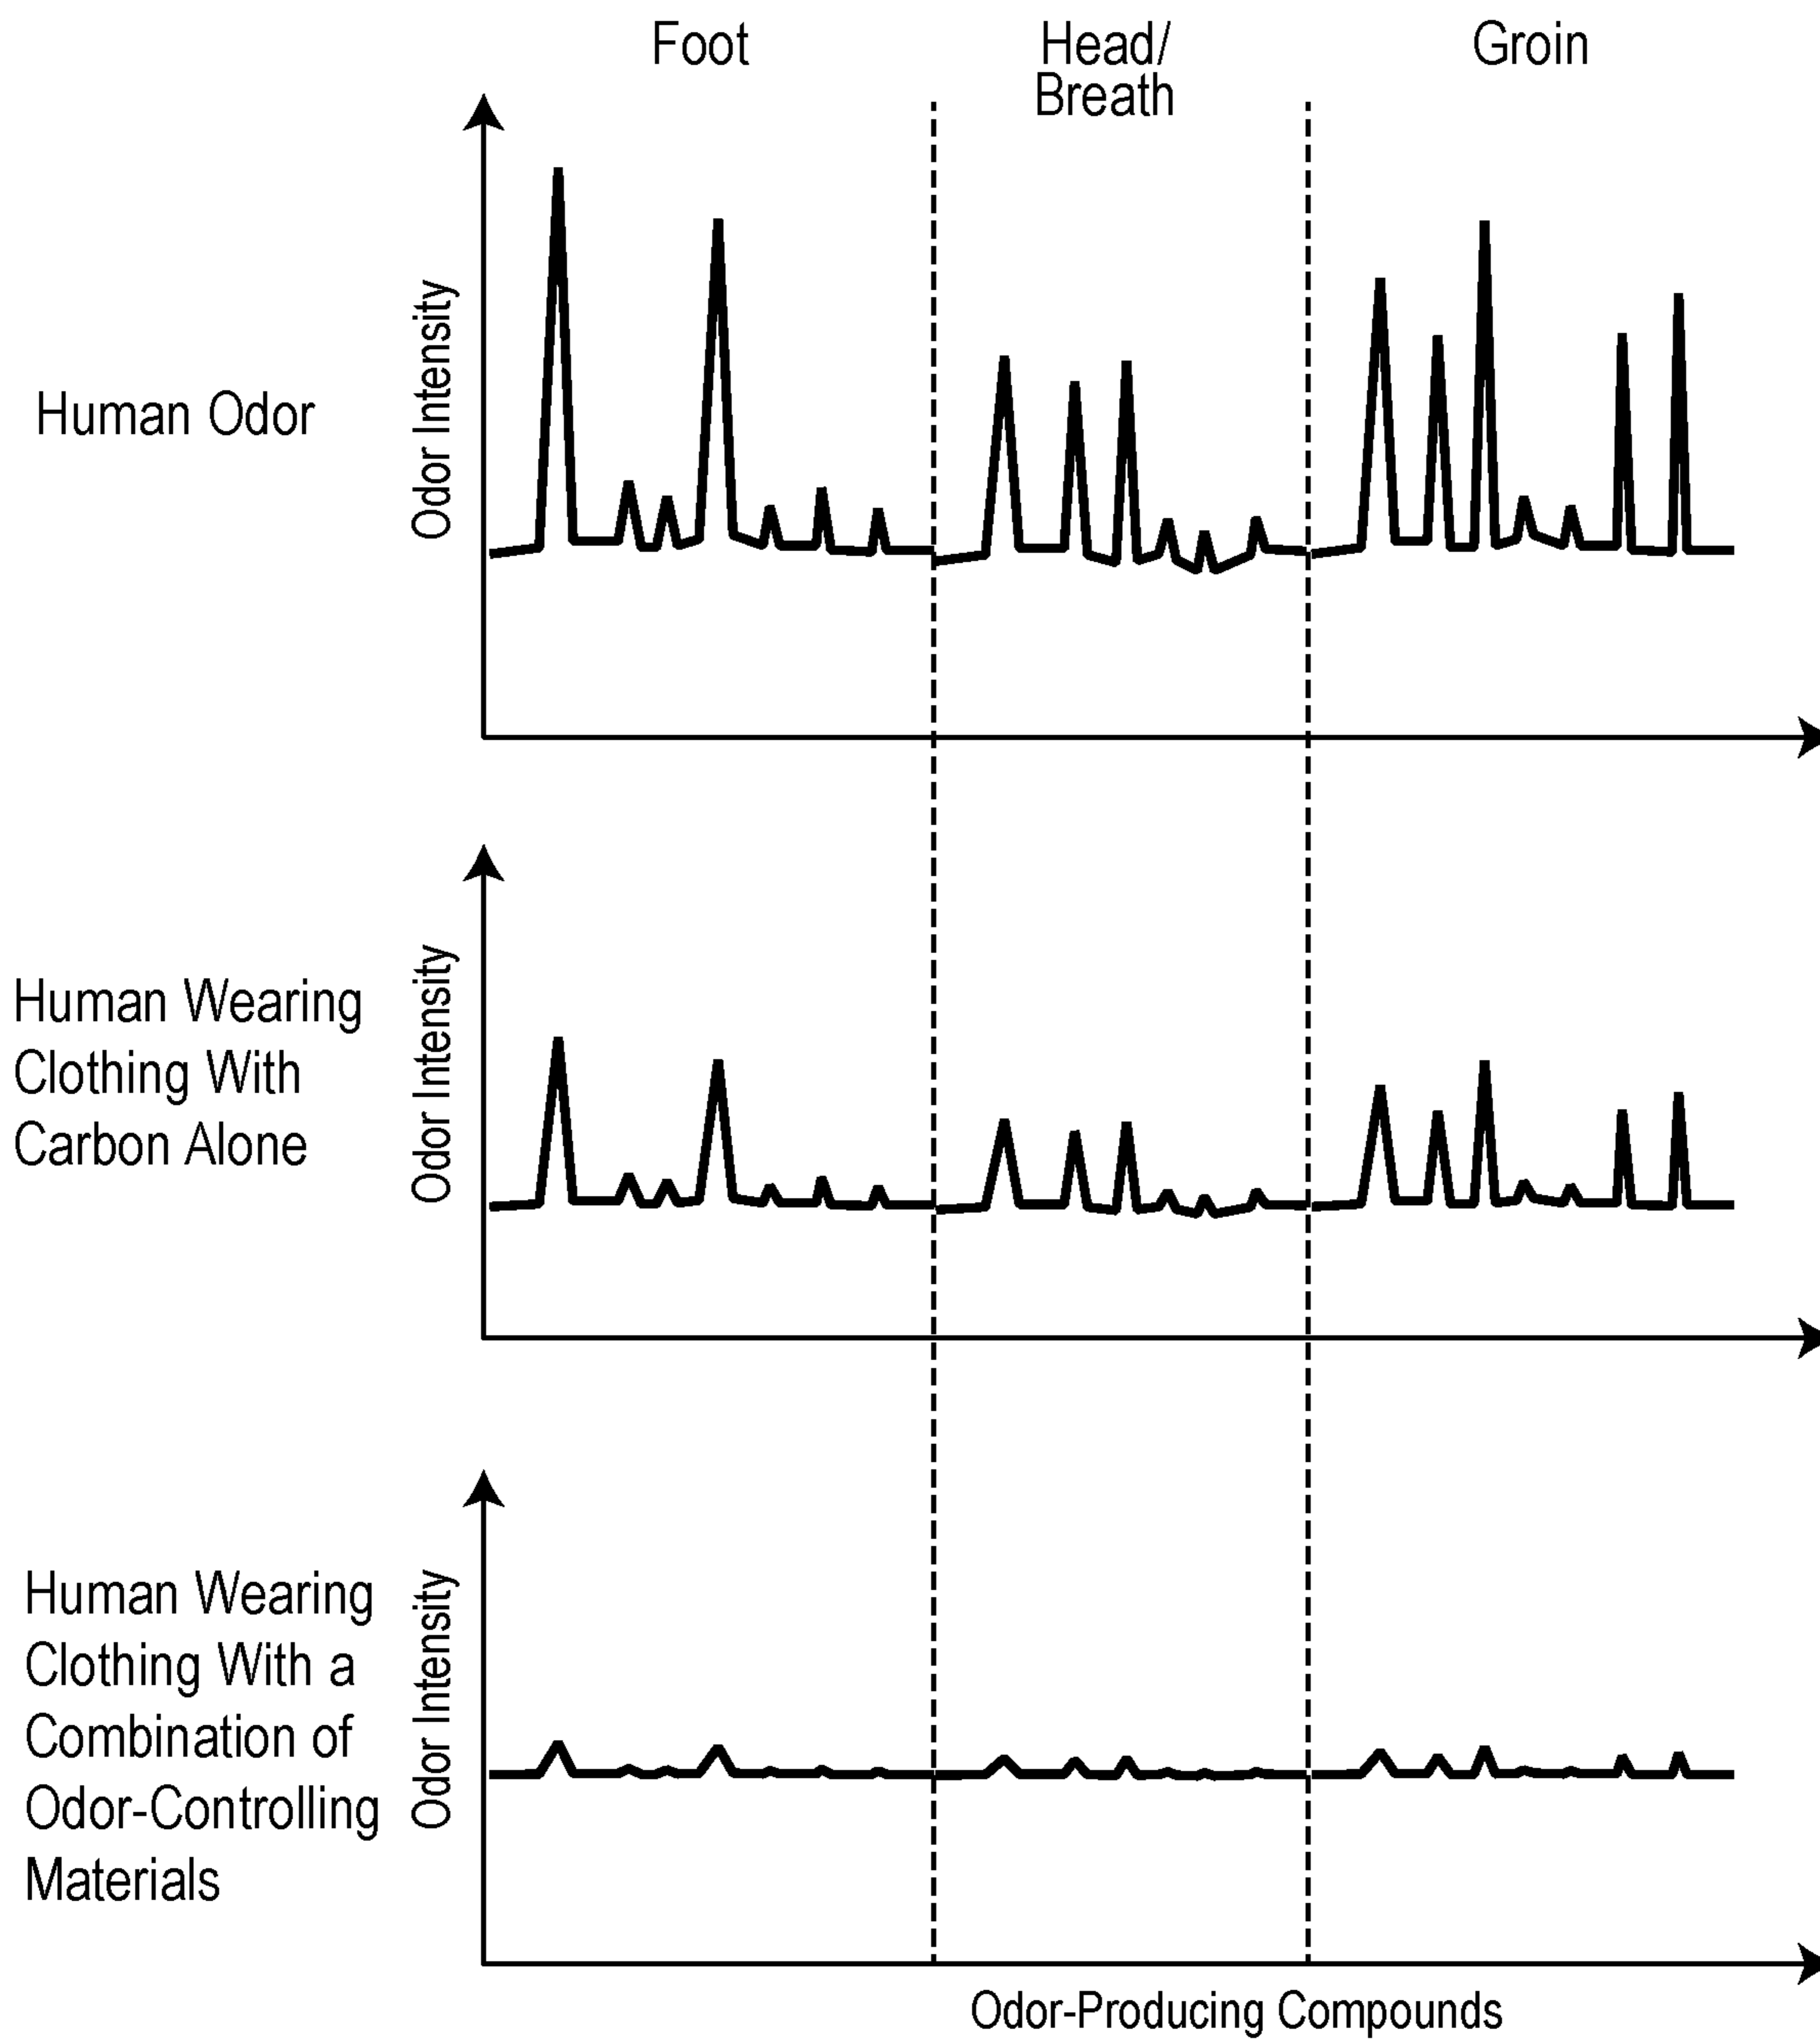 Foot
Head/
Breath
Groin
Human Odor
Odor Intensity
Human Wearing
Clothing With
Carbon Alone
Odor Intensity
Human Wearing
Clothing With a
Combination of
Odor-Controlling
Materials
Odor Intensity
Odor-Producing Compounds